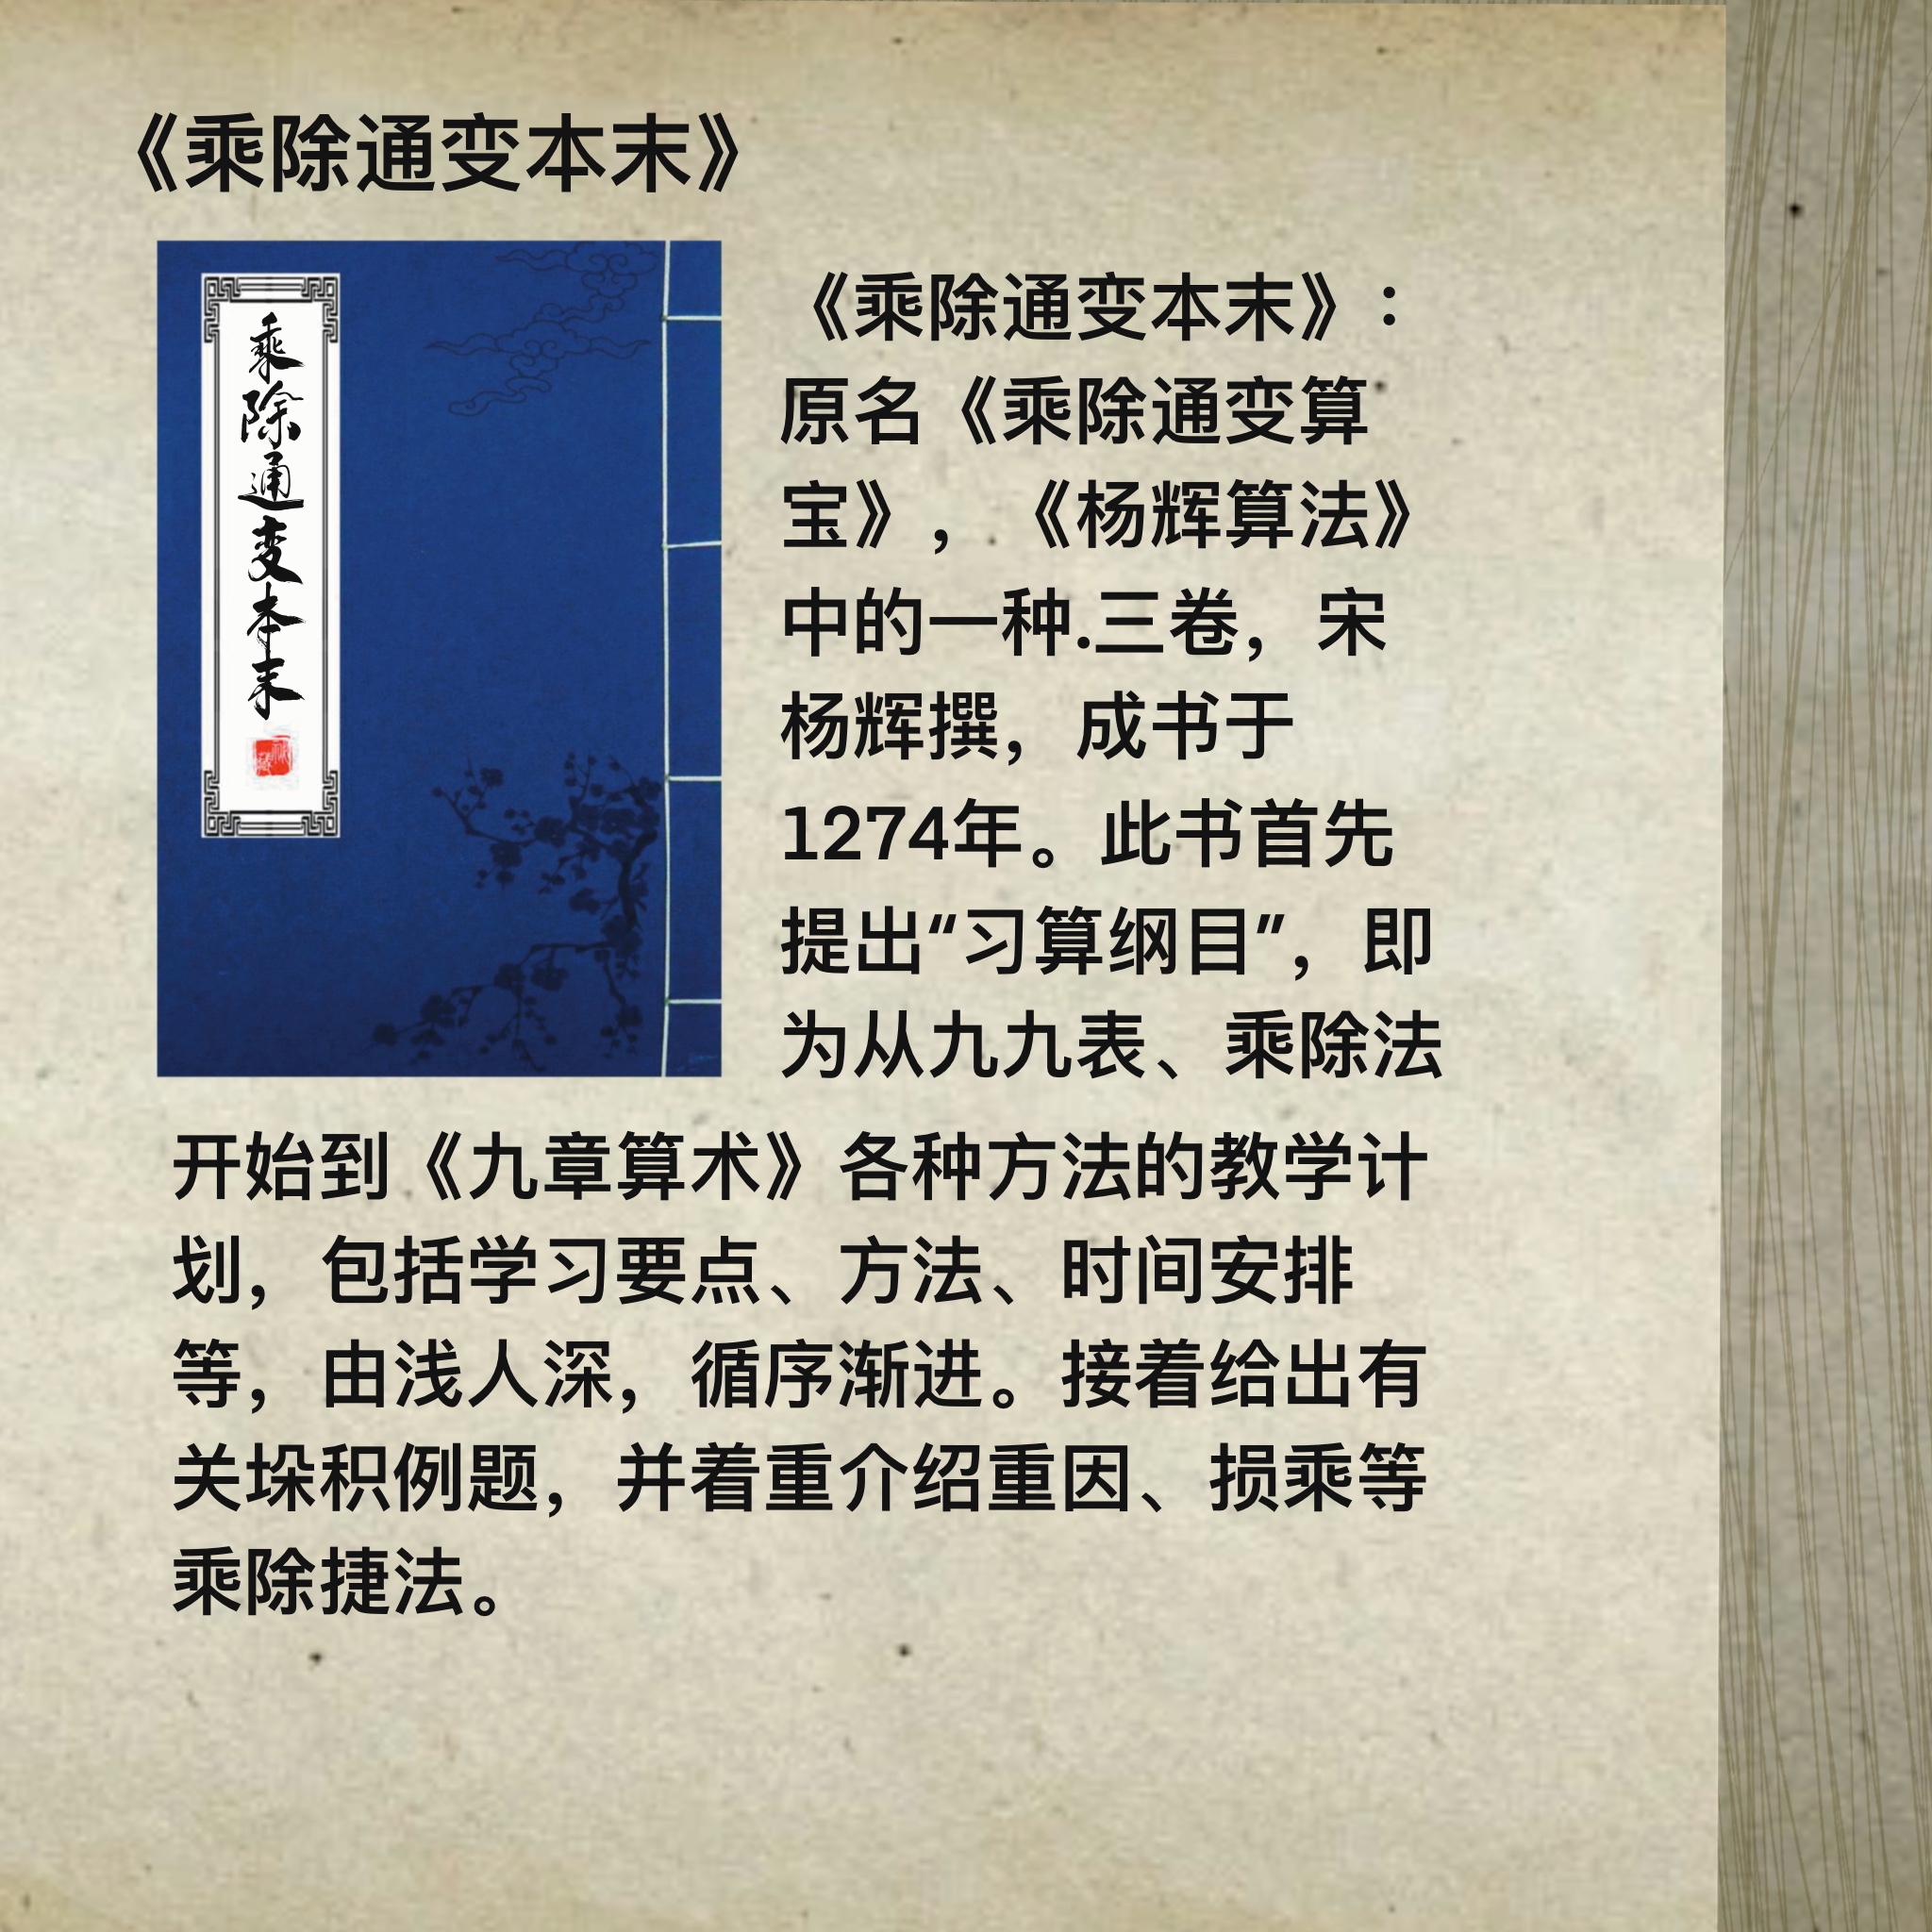 《乘除通变本末》
乘除通变本末
《乘除通变本末》：
原名《乘除通变算
宝》，《杨辉算法》
中的一种.三卷，宋
杨辉撰，成书于
1274年。此书首先
提出“习算纲目”，即
为从九九表、乘除法
开始到《九章算术》各种方法的教学计
划，包括学习要点、方法、时间安排
等，由浅人深，循序渐进。接着给出有
关垛积例题，并着重介绍重因、损乘等
乘除捷法。